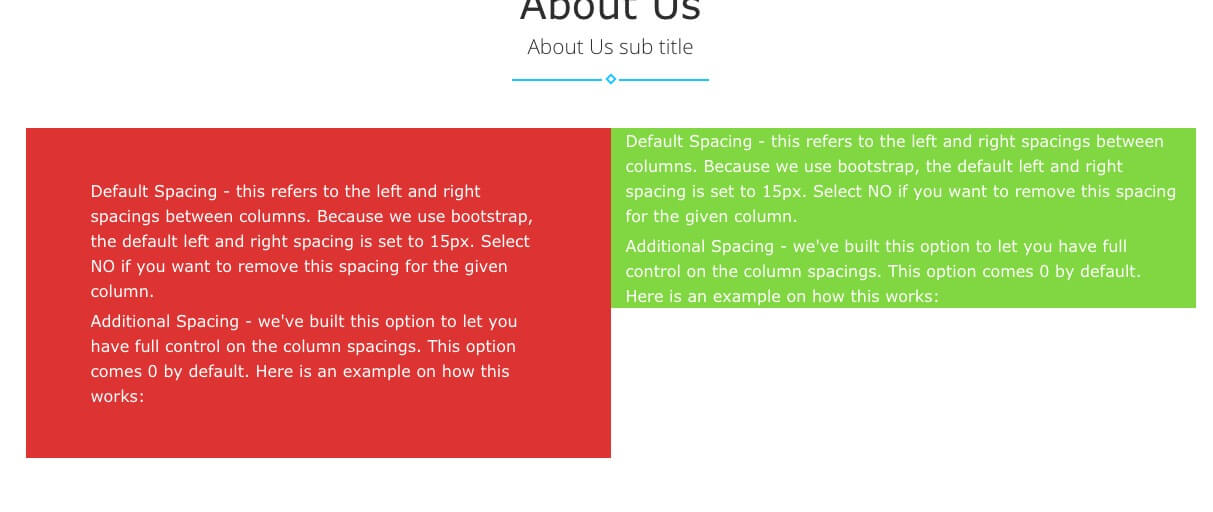 About Us
About Us sub title
Default Spacing - this refers to the left and right
spacings between columns. Because we use bootstrap,
the default left and right spacing is set to 15px. Select
NO if you want to remove this spacing for the given
column.
Additional Spacing - we've built this option to let you
have full control on the column spacings. This option
comes 0 by default. Here is an example on how this
works:
Default Spacing - this refers to the left and right spacings between
columns. Because we use bootstrap, the default left and right
spacing is set to 15px. Select NO if you want to remove this spacing
for the given column.
Additional Spacing - we've built this option to let you have full
control on the column spacings. This option comes 0 by default.
Here is an example on how this works: